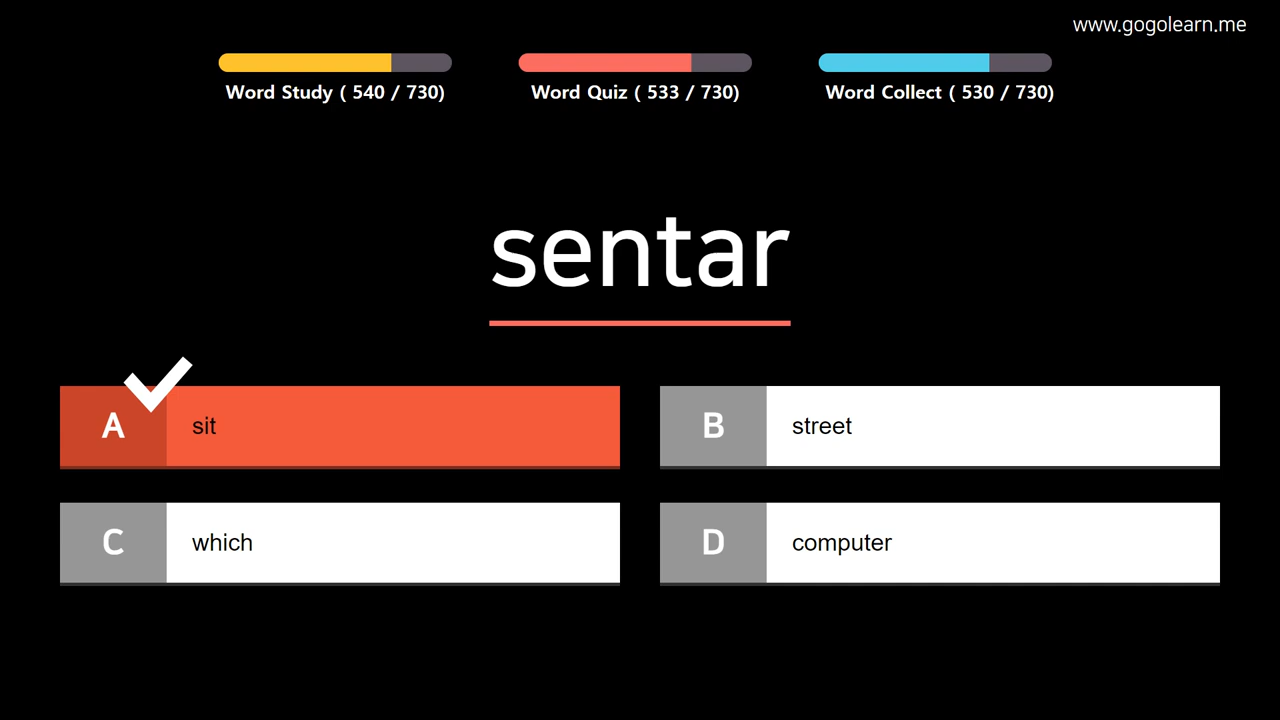 www.gogolearn.me
Word Study ( 540 / 730)
Word Quiz ( 533 / 730)
Word Collect ( 530 / 730)
sentar
A sit
B street
C which
D computer